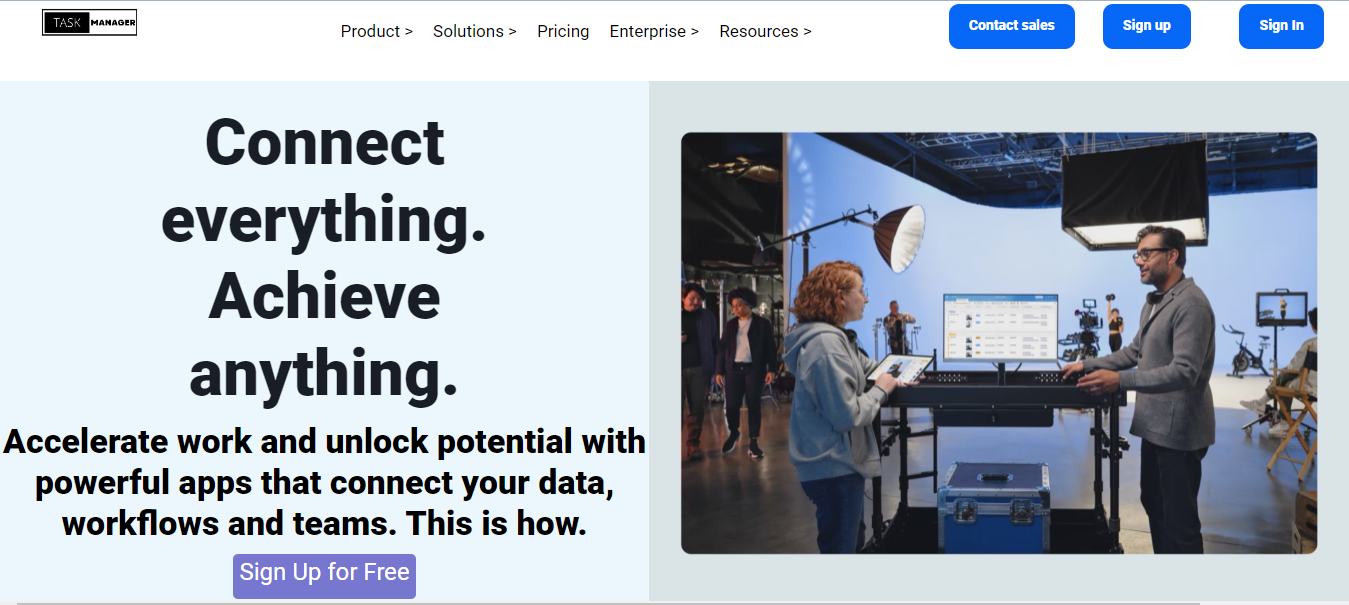 TASK MANAGER
Product > Solutions > Pricing Enterprise > Resources >
Contact sales Sign up Sign In
Connect
everything.
Achieve
anything.
Accelerate work and unlock potential with
powerful apps that connect your data,
workflows and teams. This is how.
Sign Up for Free